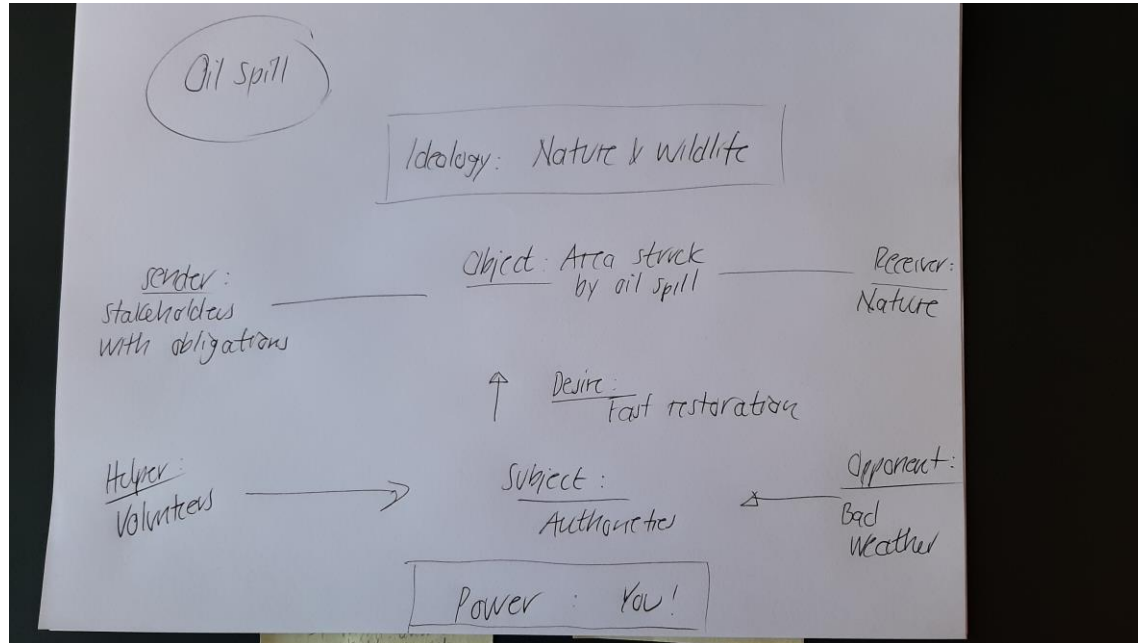 Oil spill
Ideology: Nature & wildlife
Sender:
Stakeholders
with obligations
Object: Area struck
by oil spill
Receiver:
Nature
Desire:
Fast restoration
Helper:
Volunteers
Subject:
Authorities
Opponent:
Bad
Weather
Power: You!